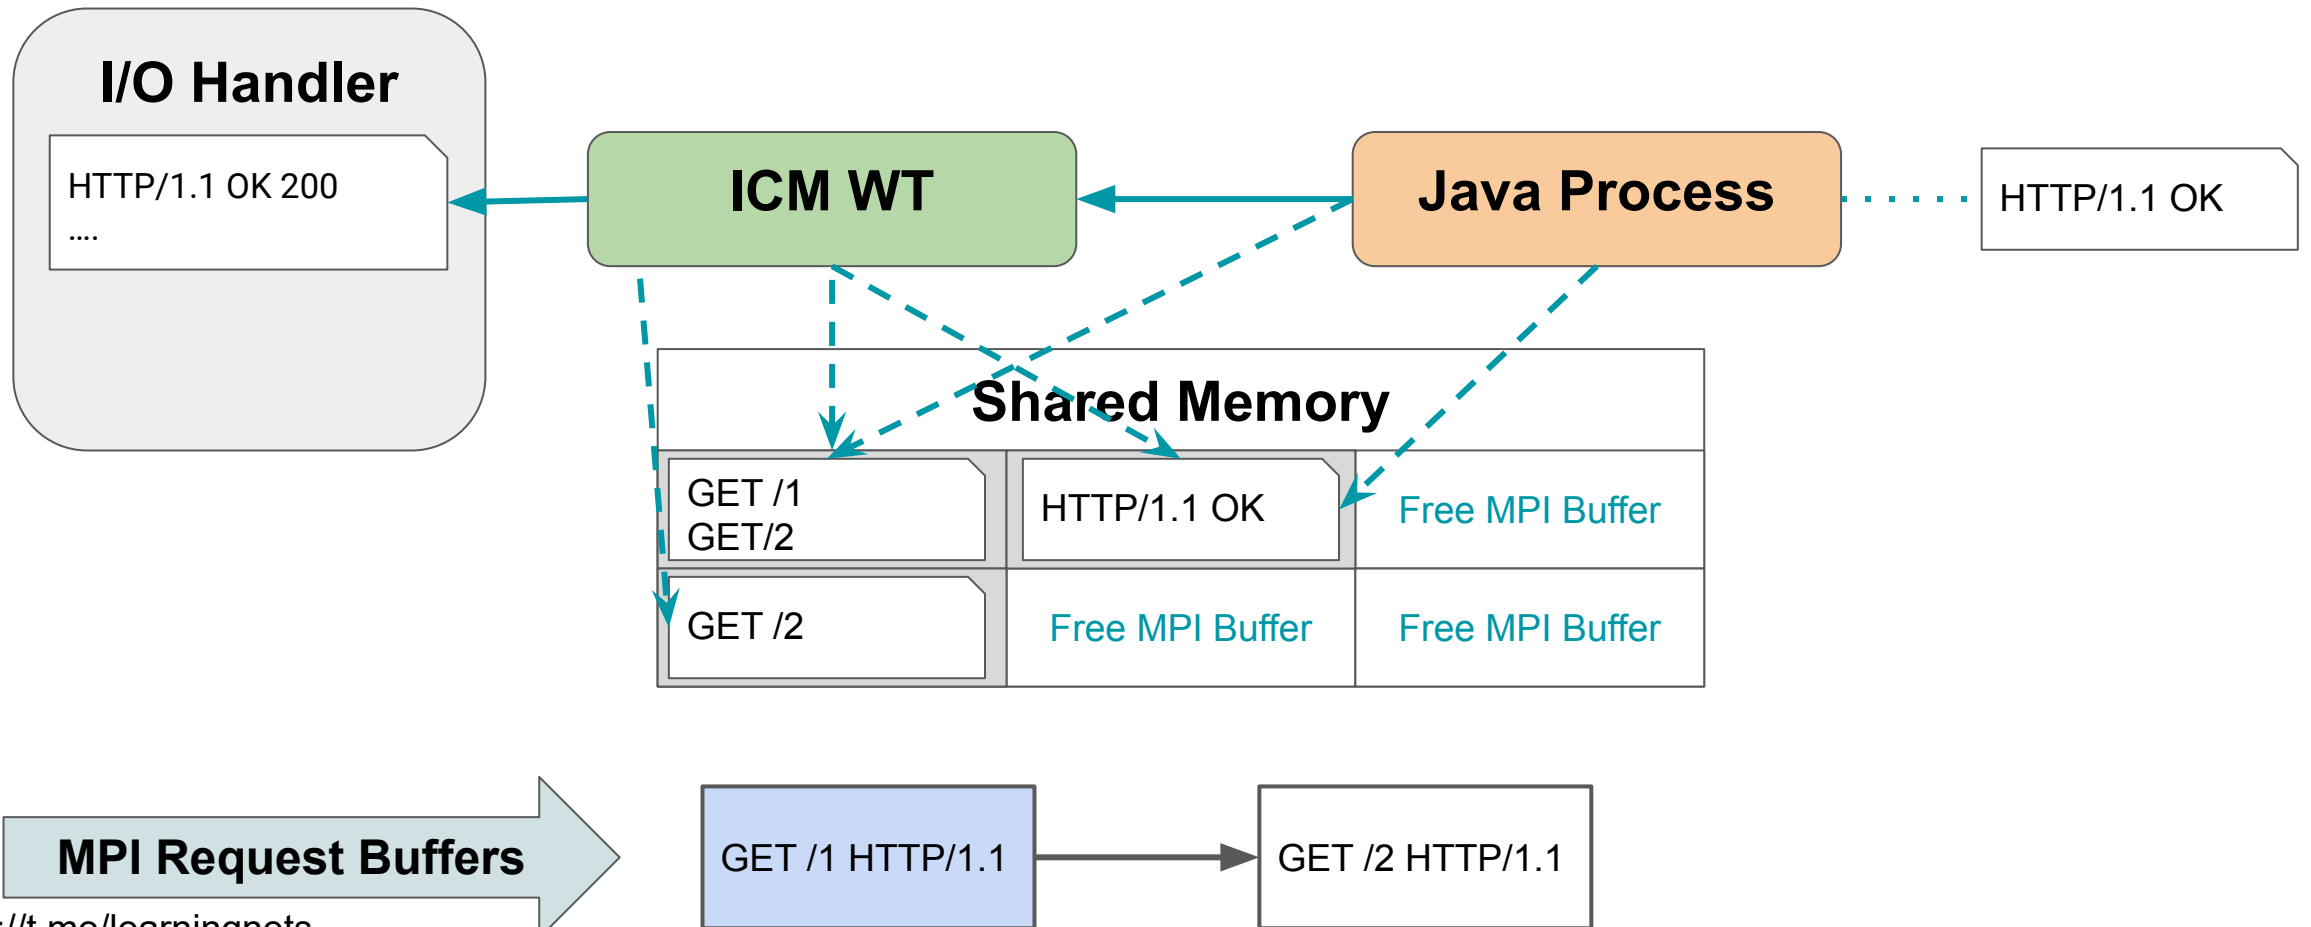 I/O Handler
HTTP/1.1 OK 200
....
ICM WT
Java Process
HTTP/1.1 OK
Shared Memory
GET /1
GET/2
HTTP/1.1 OK
Free MPI Buffer
GET /2
Free MPI Buffer
Free MPI Buffer
MPI Request Buffers
GET /1 HTTP/1.1
GET /2 HTTP/1.1
://t.me/learningnets